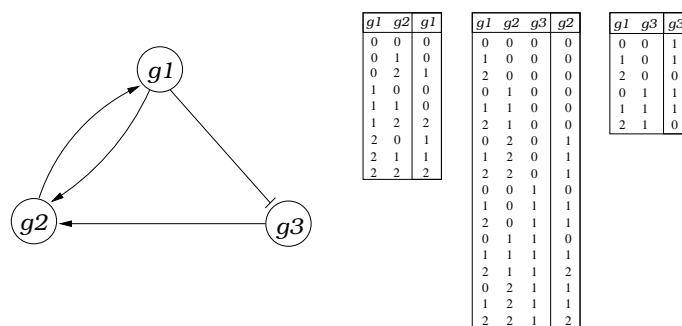 g1
g2
g3
g1 g2 g1
0 0 0
0 1 0
0 2 1
1 0 0
1 1 0
1 2 2
2 0 1
2 1 1
2 2 2
g1 g2 g3 g2
0 0 0 0
1 0 0 0
2 0 0 0
0 1 0 0
1 1 0 0
2 1 0 0
0 2 0 1
1 2 0 1
2 2 0 1
0 0 1 0
1 0 1 1
2 0 1 1
0 1 1 0
1 1 1 1
2 1 1 2
0 2 1 1
1 2 1 1
2 2 1 2
g1 g3 g3
0 0 1
1 0 1
2 0 0
0 1 1
1 1 1
2 1 0